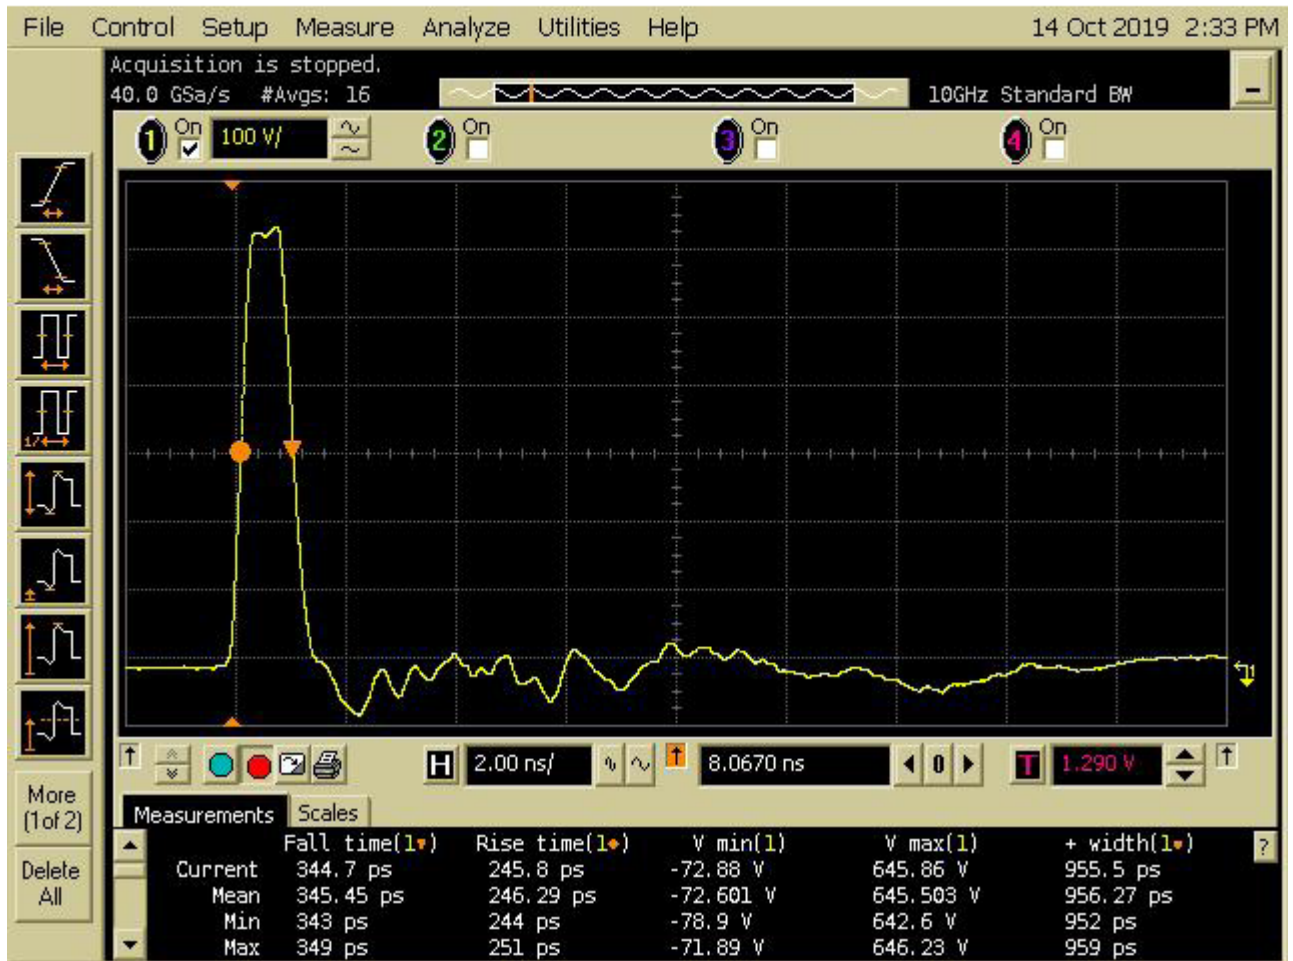 File Control Setup Measure Analyze Utilities Help 14 Oct 2019 2:33 PM
Acquisition is stopped.
40.0 GSa/s #Avgs: 16 10GHz Standard BW
1 On 100 V/ 2 On 3 On 4 On
1/
1
H 2.00 ns/ 8.0670 ns 0 T 1.290 V
More
(1of 2)
Delete
All
Measurements Scales
Fall time(1) Rise time(1) V min(1) V max(1) + width(1) ?
Current 344.7 ps 245.8 ps -72.88 V 645.86 V 955.5 ps
Mean 345.45 ps 246.29 ps -72.601 V 645.503 V 956.27 ps
Min 343 ps 244 ps -78.9 V 642.6 V 952 ps
Max 349 ps 251 ps -71.89 V 646.23 V 959 ps